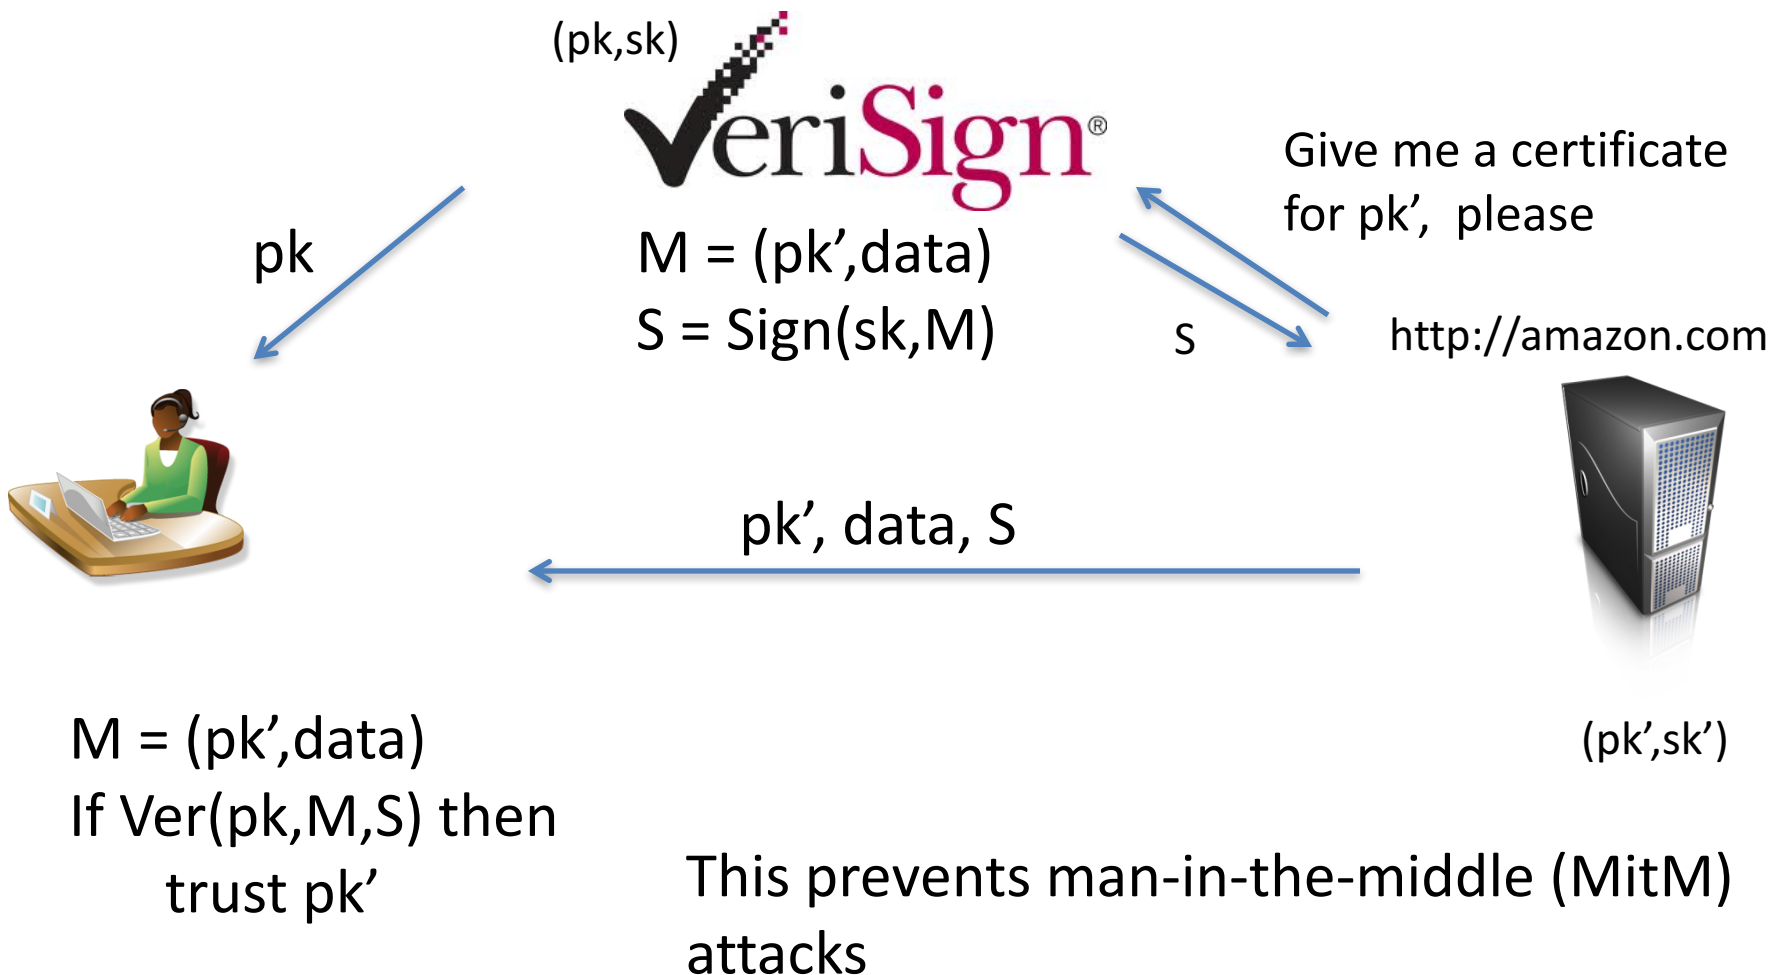 (pk,sk)
VeriSign®
Give me a certificate
for pk’, please
pk
M = (pk’,data)
S = Sign(sk,M)
S
http://amazon.com
pk’, data, S
M = (pk’,data)
If Ver(pk,M,S) then
trust pk’
(pk’,sk’)
This prevents man-in-the-middle (MitM)
attacks